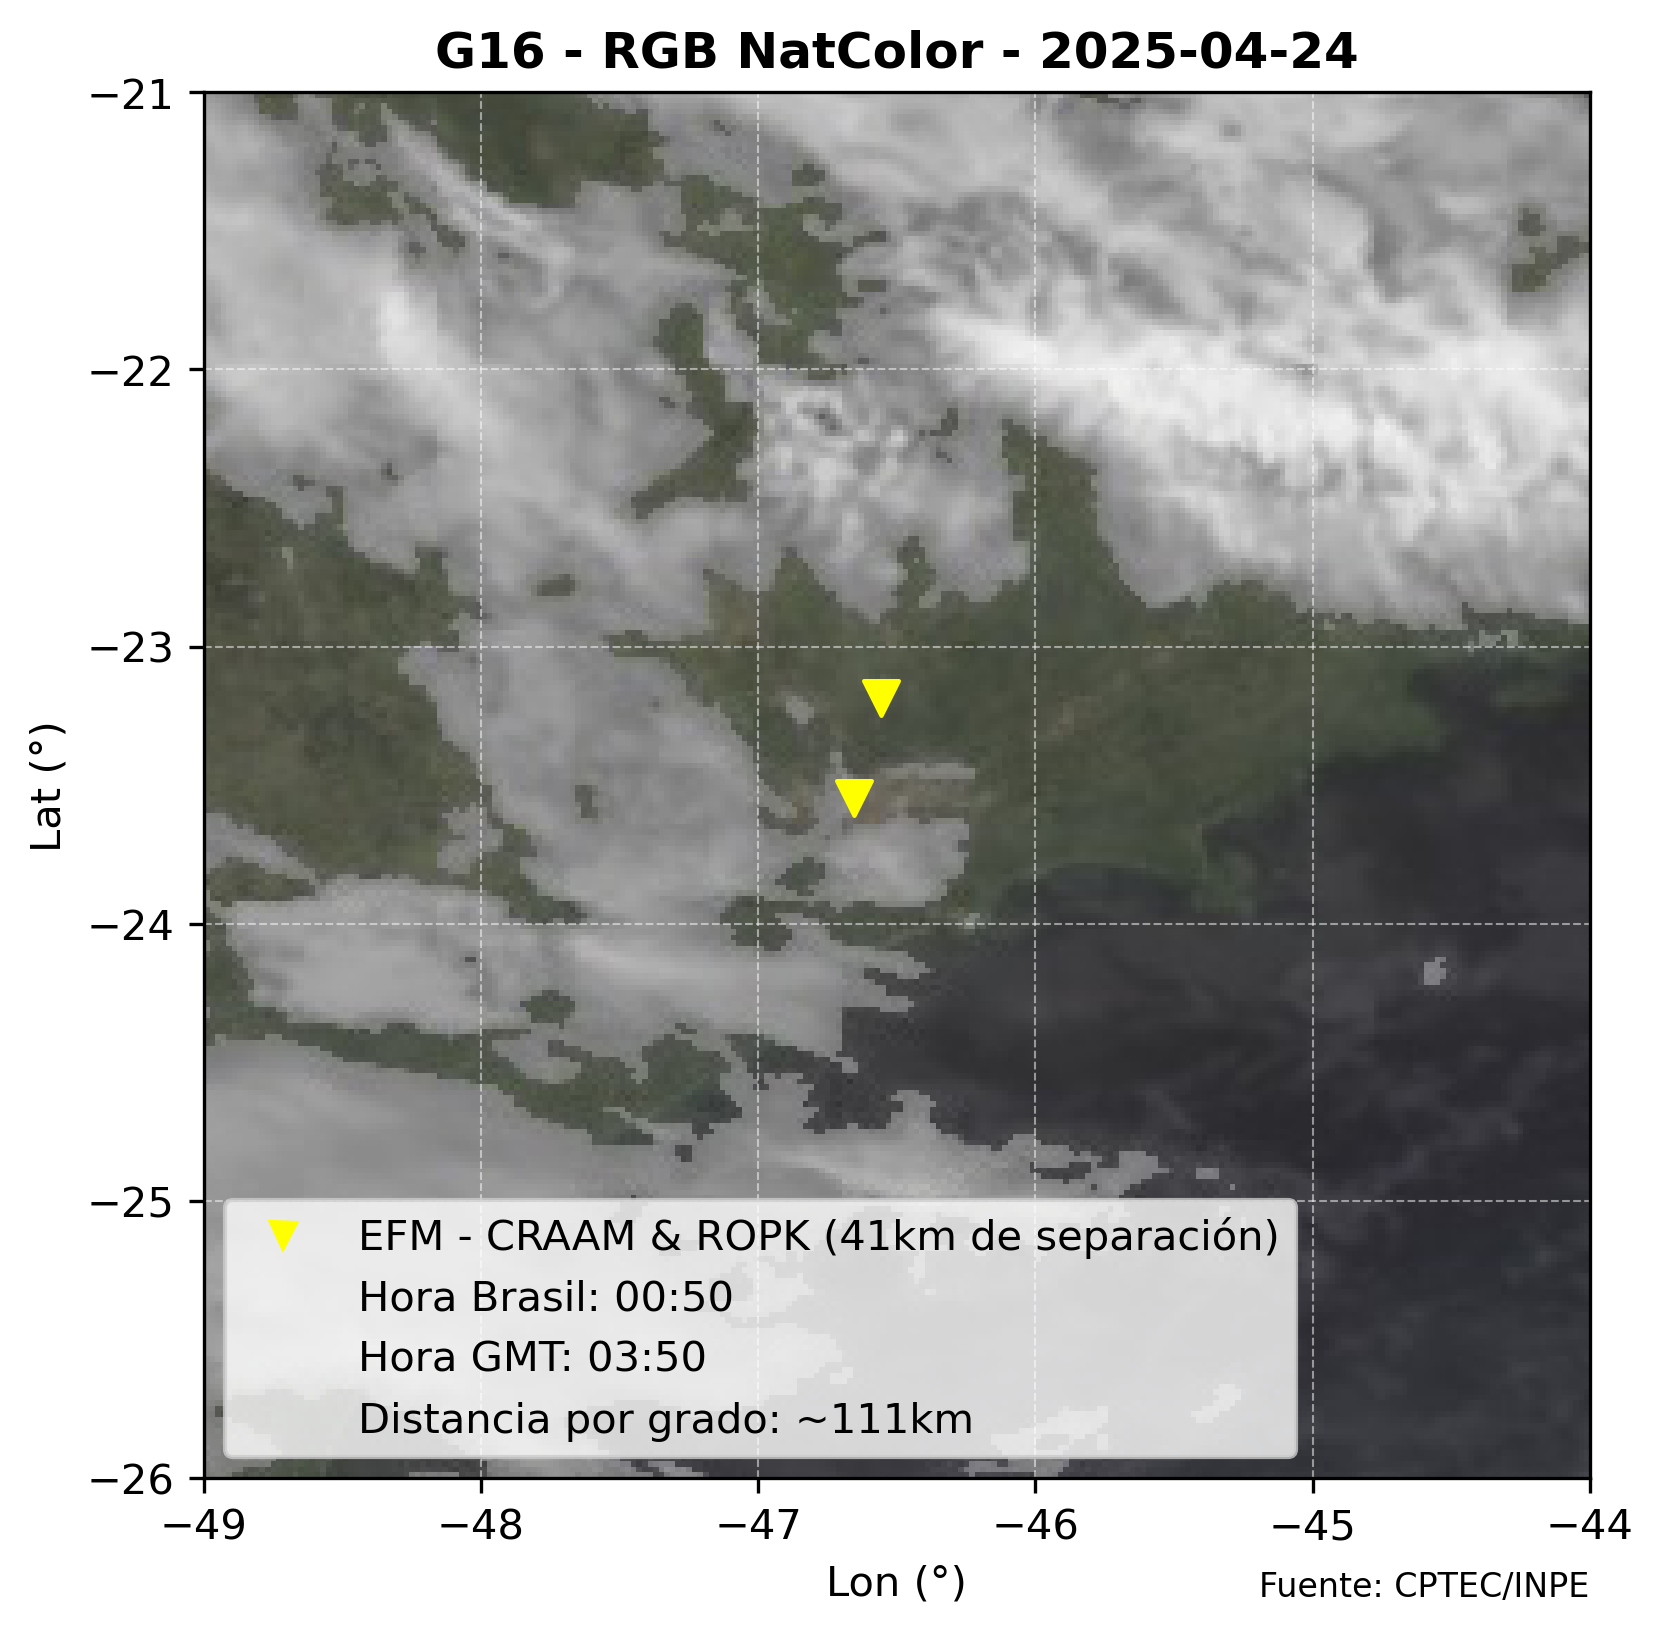 G16 - RGB NatColor - 2025-04-24
−21
−22
−23
−24
−25
−26
Lat (°)
EFM - CRAAM & ROPK (41km de separación)
Hora Brasil: 00:50
Hora GMT: 03:50
Distancia por grado: ~111km
−49 −48 −47 −46 −45 −44
Lon (°)
Fuente: CPTEC/INPE